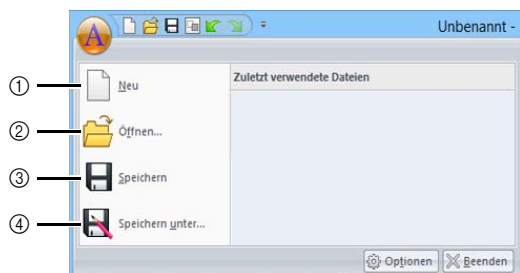 Unbenannt -
① Neu
Zuletzt verwendete Dateien
② Öffnen...
③ Speichern
④ Speichern unter...
Optionen Beenden